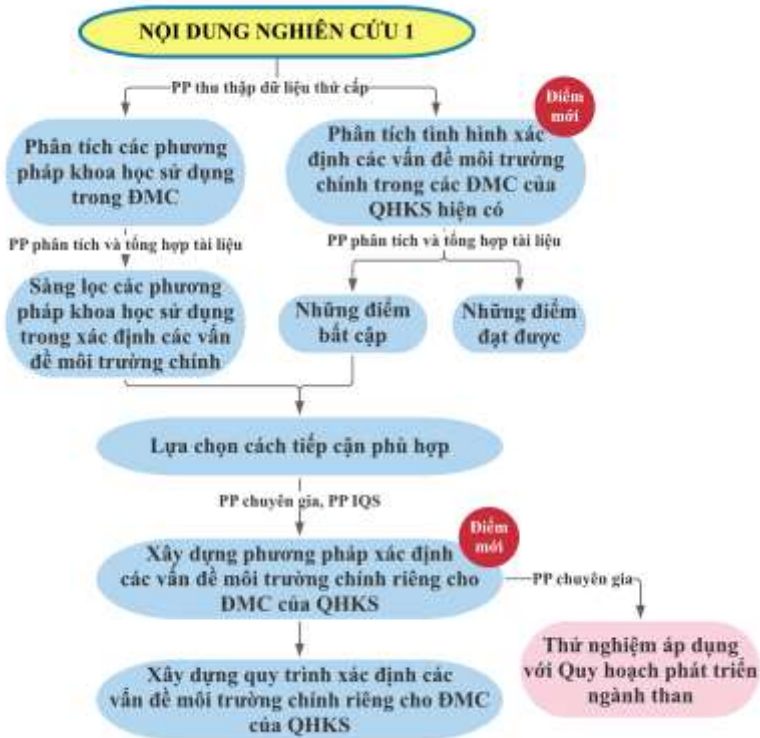 NỘI DUNG NGHIÊN CỨU 1
PP thu thập dữ liệu thứ cấp
Điểm
mới
Phân tích các phương
pháp khoa học sử dụng
trong ĐMC
Phân tích tình hình xác
định các vấn đề môi trường
chính trong các ĐMC của
QHKS hiện có
PP phân tích và tổng hợp tài liệu
PP phân tích và tổng hợp tài liệu
Sàng lọc các phương
pháp khoa học sử dụng
trong xác định các vấn
đề môi trường chính
Những điểm
bất cập
Những điểm
đạt được
Lựa chọn cách tiếp cận phù hợp
PP chuyên gia, PP IQS
Điểm
mới
Xây dựng phương pháp xác định
các vấn đề môi trường chính riêng cho
ĐMC của QHKS
PP chuyên gia
Thử nghiệm áp dụng
với Quy hoạch phát triển
ngành than
Xây dựng quy trình xác định các
vấn đề môi trường chính riêng cho ĐMC
của QHKS